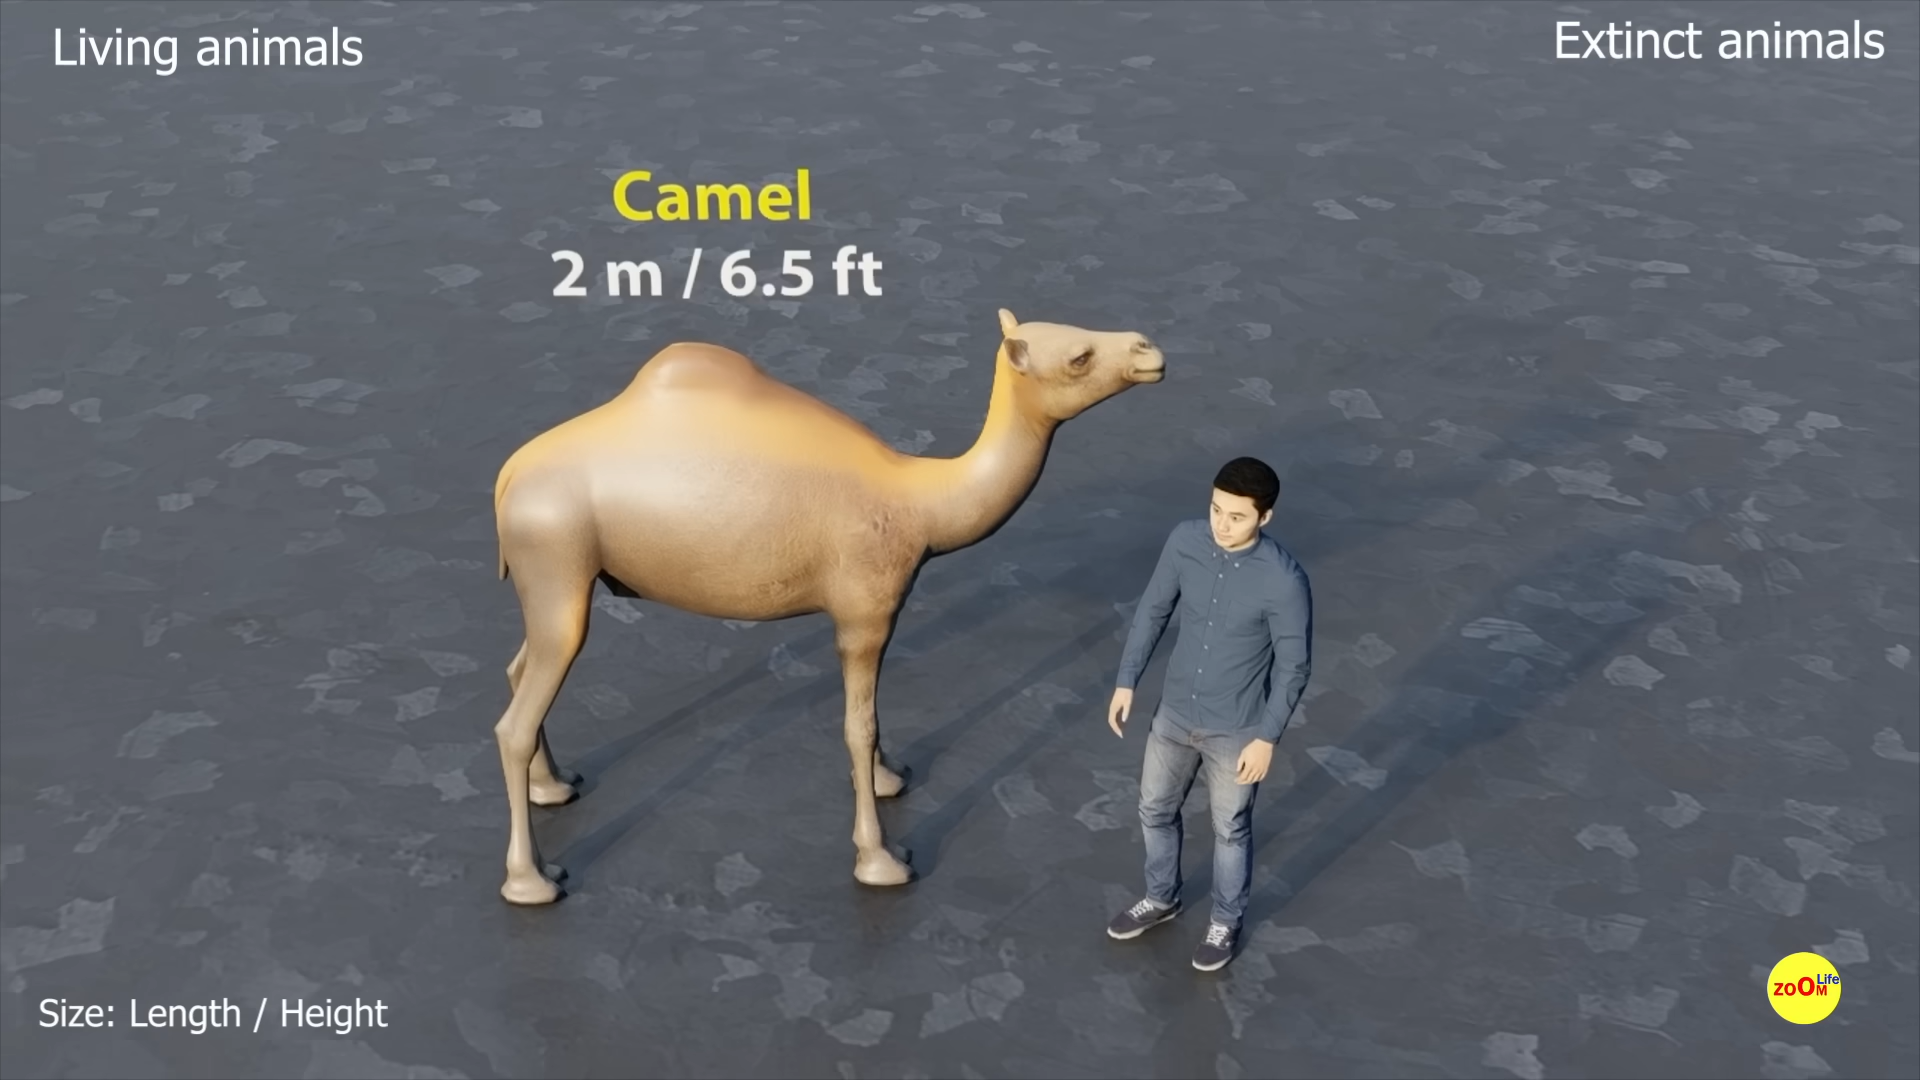 Living animals
Extinct animals
Camel
2 m / 6.5 ft
Size: Length / Height
zoOM Life